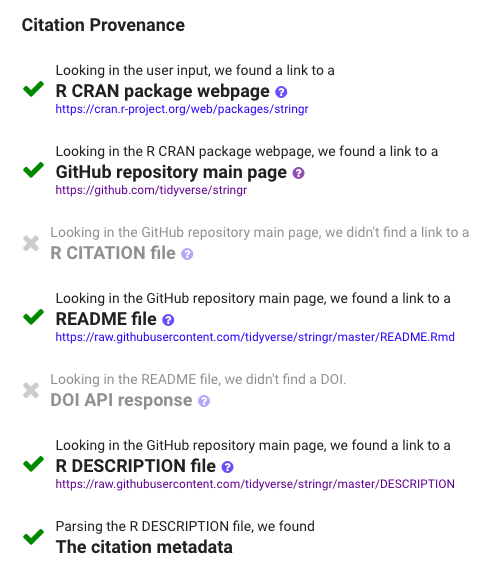 Citation Provenance
Looking in the user input, we found a link to a
R CRAN package webpage ?
https://cran.r-project.org/web/packages/stringr
Looking in the R CRAN package webpage, we found a link to a
GitHub repository main page ?
https://github.com/tidyverse/stringr
Looking in the GitHub repository main page, we didn't find a link to a
R CITATION file ?
Looking in the GitHub repository main page, we found a link to a
README file ?
https://raw.githubusercontent.com/tidyverse/stringr/master/README.Rmd
Looking in the README file, we didn't find a DOI.
DOI API response ?
Looking in the GitHub repository main page, we found a link to a
R DESCRIPTION file ?
https://raw.githubusercontent.com/tidyverse/stringr/master/DESCRIPTION
Parsing the R DESCRIPTION file, we found
The citation metadata